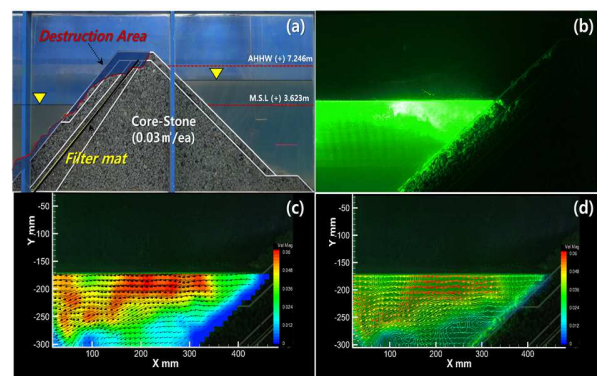 (a)
Destruction Area
AHHW (+) 7.246m
M.S.L (+) 3.623m
Core-Stone
(0.03㎥/ea)
Filter mat
(b)
(c)
Y mm
-50
-100
-150
-200
-250
-300
100
200
300
400
X mm
Vel Mag
0.06
0.048
0.036
0.024
0.012
0
(d)
Y mm
-50
-100
-150
-200
-250
-300
100
200
300
400
X mm
Vel Mag
0.06
0.048
0.036
0.024
0.012
0